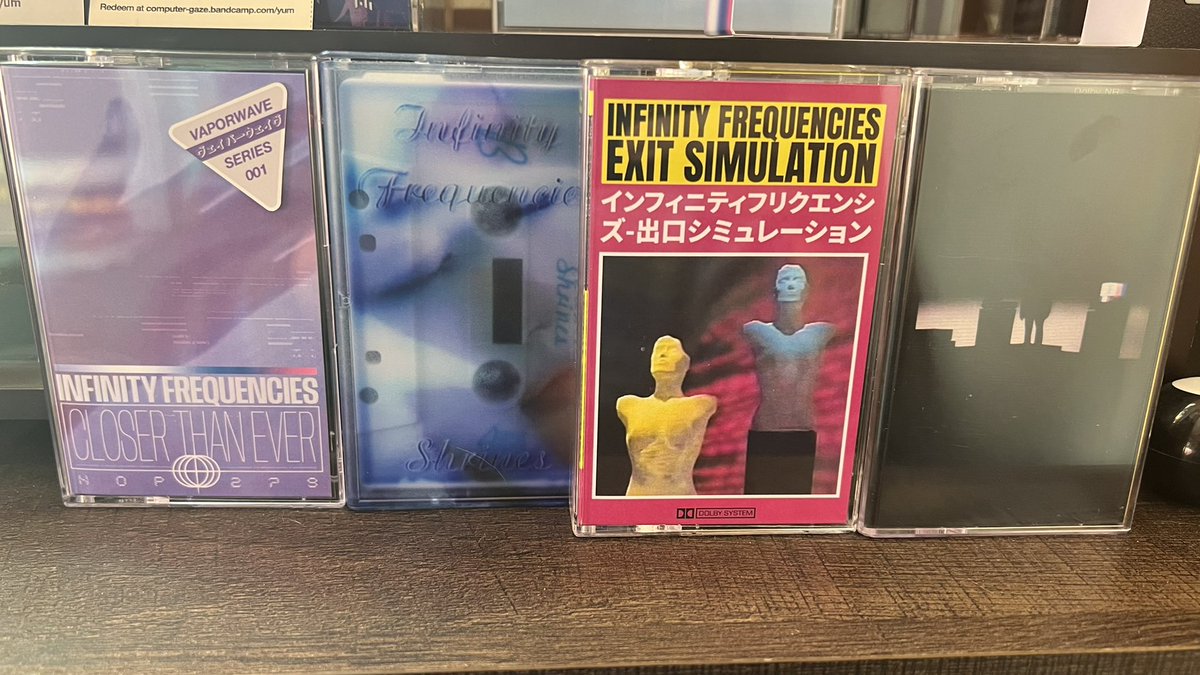 /yum
Redeem at computer-gaze.bandcamp.com/yum
VAPORWAVE
ヴェイパーウェイヴ
SERIES
001
INFINITY FREQUENCIES
CLOSER THAN EVER
Infinity
Frequencies
Shrines
Shrines
INFINITY FREQUENCIES
EXIT SIMULATION
インフィニティフリクエンシ
ズ-出口シミュレーション
DOLBY SYSTEM
Dolby NR